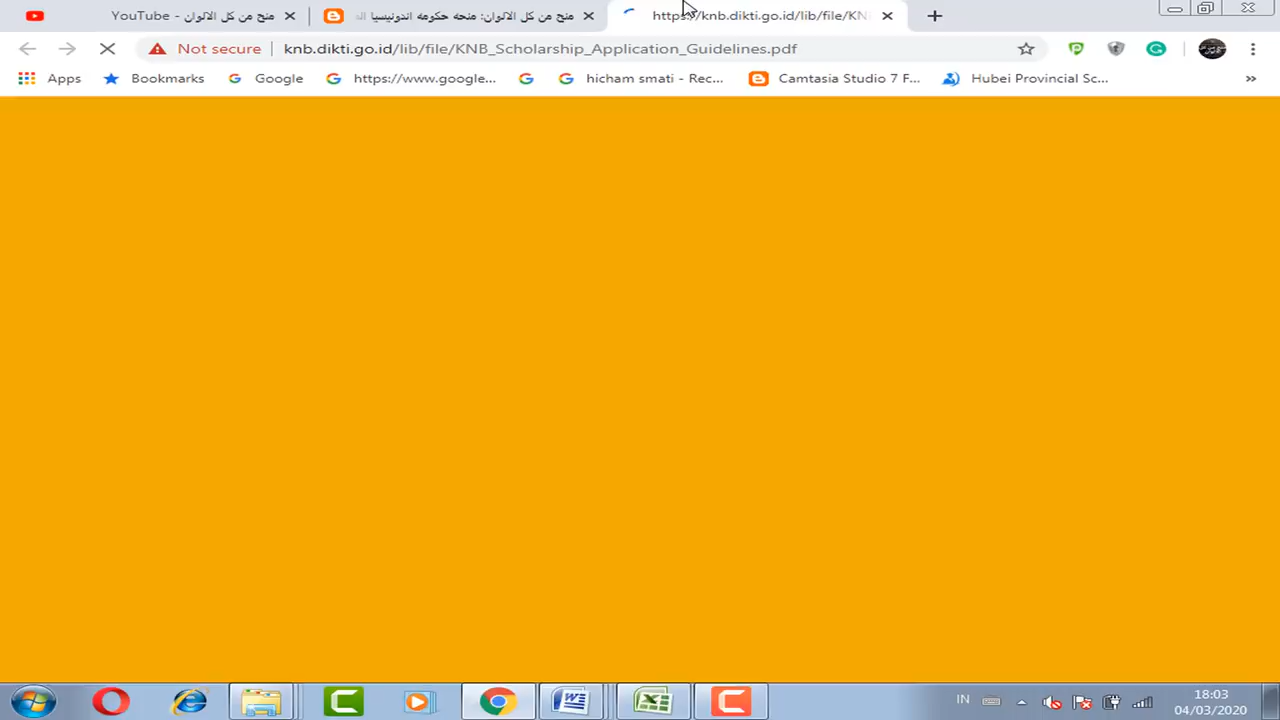 YouTube - منح من كل الالوان
منح من كل الالوان: منحة حكومة اندونيسيا الم
https://knb.dikti.go.id/lib/file/KN
Not secure
knb.dikti.go.id/lib/file/KNB_Scholarship_Application_Guidelines.pdf
Apps
Bookmarks
Google
https://www.google...
hicham smati - Rec...
Camtasia Studio 7 F...
Hubei Provincial Sc...
»
IN
18:03
04/03/2020